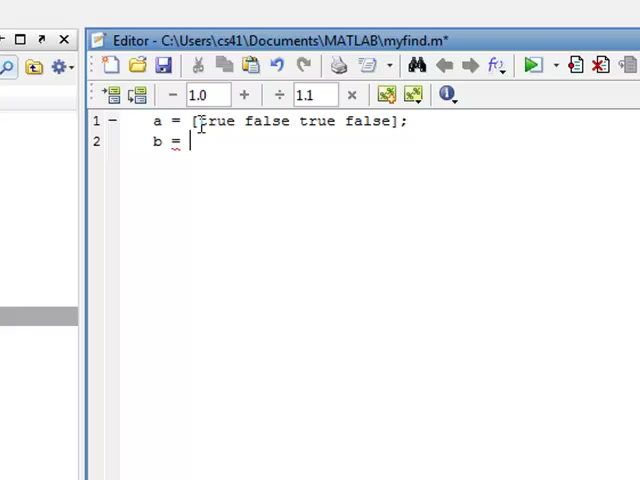 Editor - C:\Users\cs41\Documents\MATLAB\myfind.m*
− 1.0 + ÷ 1.1 ×
1 − a = [true false true false];
2 b =